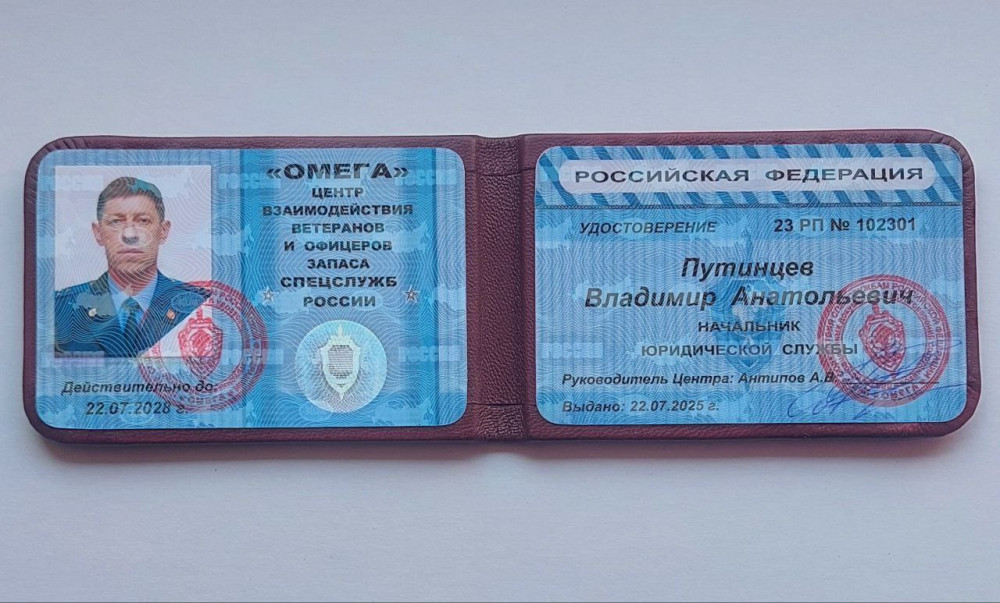 «ОМЕГА»
ЦЕНТР
ВЗАИМОДЕЙСТВИЯ
ВЕТЕРАНОВ
И ОФИЦЕРОВ
ЗАПАСА
СПЕЦСЛУЖБ
РОССИИ
Действительно до:
22.07.2028 г.
РОССИЙСКАЯ ФЕДЕРАЦИЯ
УДОСТОВЕРЕНИЕ 23 РП № 102301
Путинцев
Владимир Анатольевич
НАЧАЛЬНИК
ЮРИДИЧЕСКОЙ СЛУЖБЫ
Руководитель Центра: Антипов А.В.
Выдано: 22.07.2025 г.